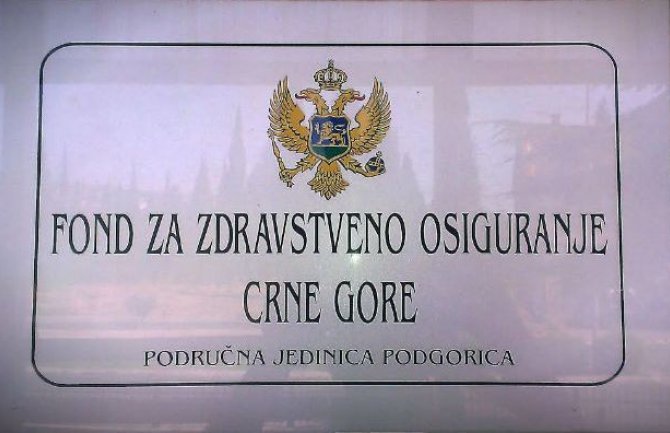 FOND ZA ZDRAVSTVENO OSIGURANJE
CRNE GORE
PODRUČNA JEDINICA PODGORICA